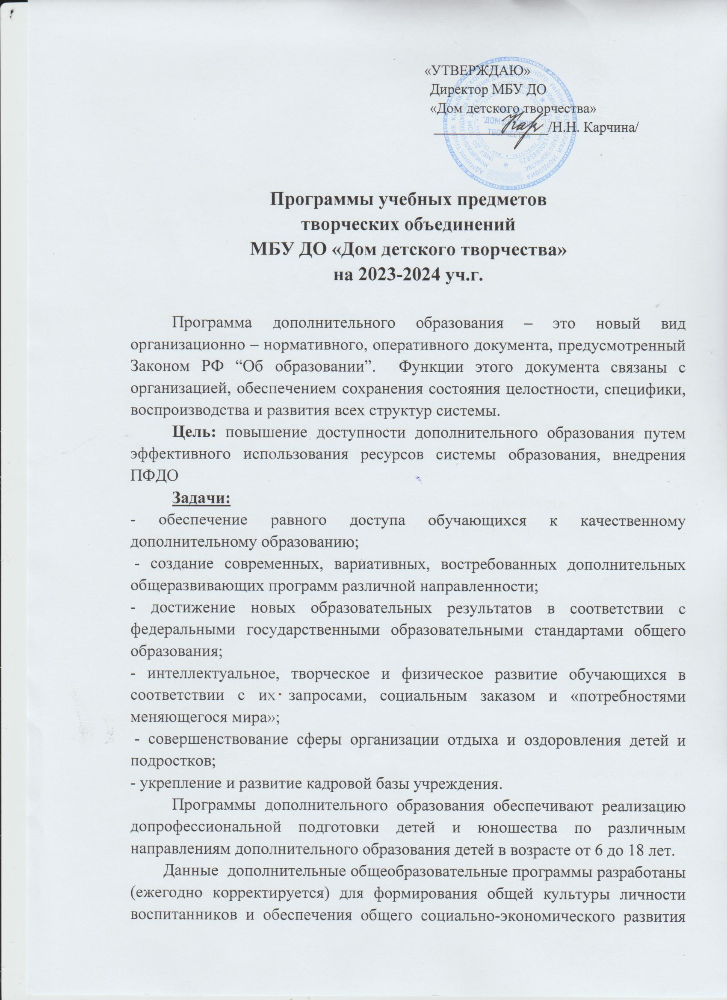 «УТВЕРЖДАЮ»
Директор МБУ ДО
«Дом детского творчества»
/Н.Н. Карчина/
МБУ ДО
"ДОМ ДЕТСКОГО
ТВОРЧЕСТВА"
Программы учебных предметов
творческих объединений
МБУ ДО «Дом детского творчества»
на 2023-2024 уч.г.
Программа дополнительного образования – это новый вид
организационно – нормативного, оперативного документа, предусмотренный
Законом РФ “Об образовании”. Функции этого документа связаны с
организацией, обеспечением сохранения состояния целостности, специфики,
воспроизводства и развития всех структур системы.
Цель: повышение доступности дополнительного образования путем
эффективного использования ресурсов системы образования, внедрения
ПФДО
Задачи:
- обеспечение равного доступа обучающихся к качественному
дополнительному образованию;
- создание современных, вариативных, востребованных дополнительных
общеразвивающих программ различной направленности;
- достижение новых образовательных результатов в соответствии с
федеральными государственными образовательными стандартами общего
образования;
- интеллектуальное, творческое и физическое развитие обучающихся в
соответствии с их запросами, социальным заказом и «потребностями
меняющегося мира»;
- совершенствование сферы организации отдыха и оздоровления детей и
подростков;
- укрепление и развитие кадровой базы учреждения.
Программы дополнительного образования обеспечивают реализацию
допрофессиональной подготовки детей и юношества по различным
направлениям дополнительного образования детей в возрасте от 6 до 18 лет.
Данные дополнительные общеобразовательные программы разработаны
(ежегодно корректируется) для формирования общей культуры личности
воспитанников и обеспечения общего социально-экономического развития